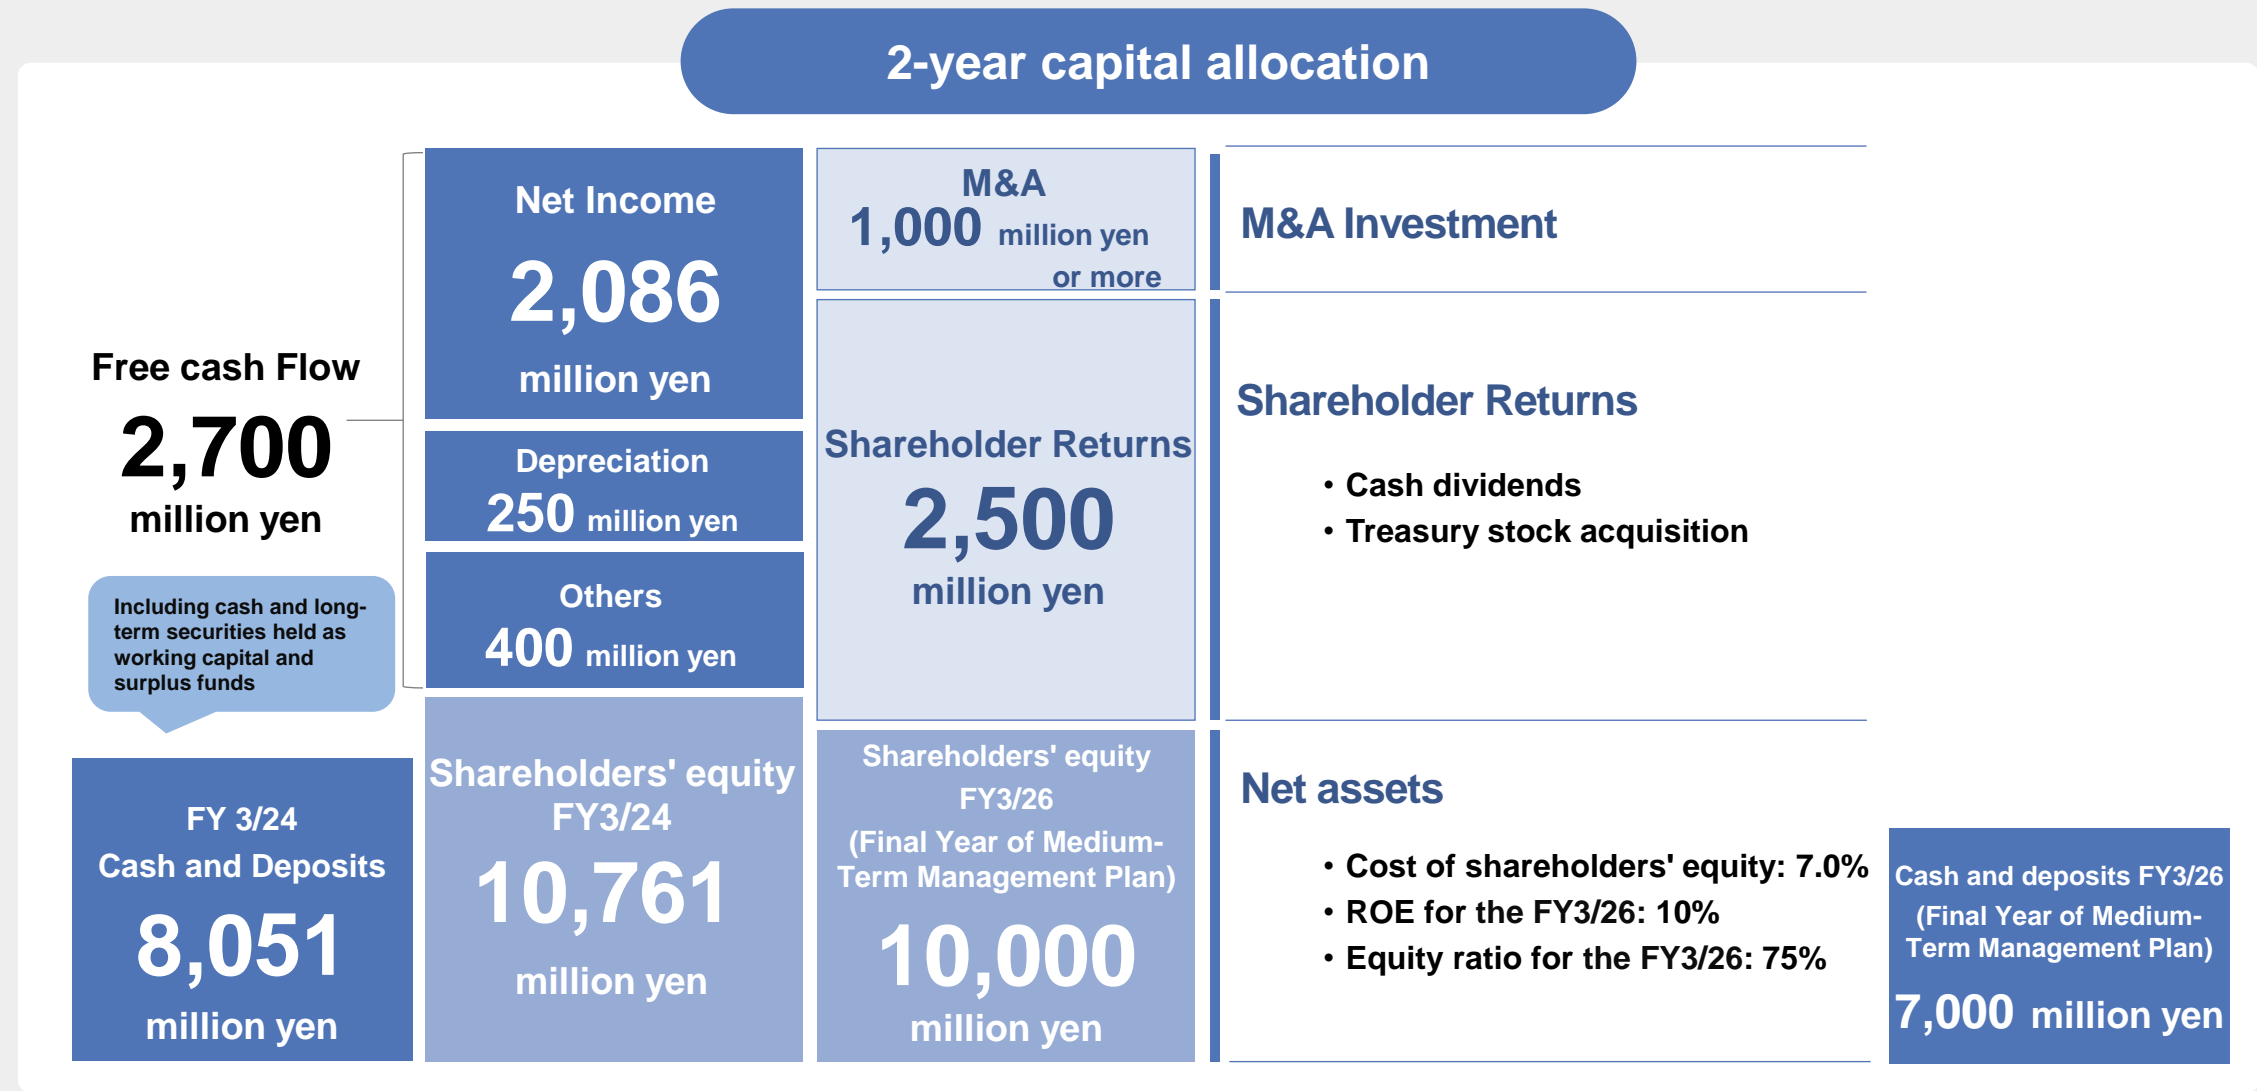 2-year capital allocation
Free cash Flow
2,700
million yen
Including cash and long-
term securities held as
working capital and
surplus funds
FY 3/24
Cash and Deposits
8,051
million yen
Net Income
2,086
million yen
Depreciation
250 million yen
Others
400 million yen
Shareholders' equity
FY3/24
10,761
million yen
M&A
1,000 million yen
or more
Shareholder Returns
2,500
million yen
Shareholders' equity
FY3/26
(Final Year of Medium-
Term Management Plan)
10,000
million yen
M&A Investment
Shareholder Returns
• Cash dividends
• Treasury stock acquisition
Net assets
• Cost of shareholders' equity: 7.0%
• ROE for the FY3/26: 10%
• Equity ratio for the FY3/26: 75%
Cash and deposits FY3/26
(Final Year of Medium-
Term Management Plan)
7,000 million yen